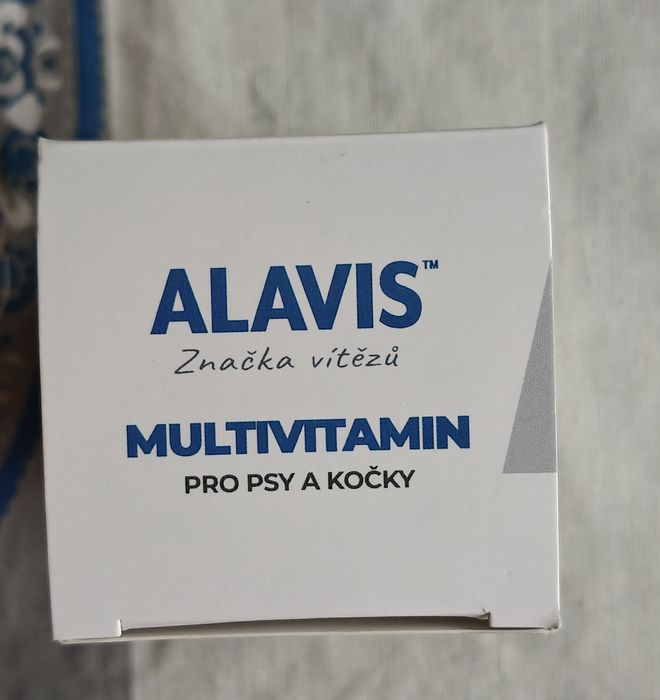 ALAVIS™
Značka vítězů
MULTIVITAMIN
PRO PSY A KOČKY